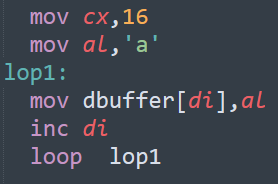 mov cx,16
mov al,'a'
lop1:
mov dbuffer[di],al
inc di
loop lop1